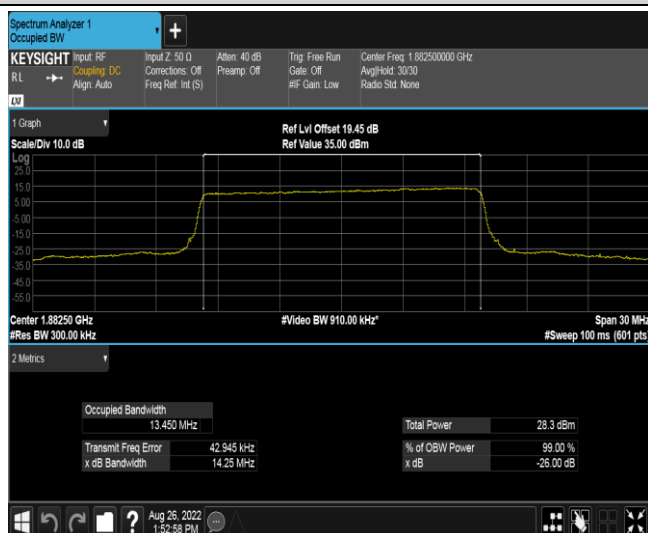 Spectrum Analyzer 1
Occupied BW
+
KEYSIGHT
RL
LXI
Input: RF
Coupling: DC
Align: Auto
Input Z: 50 Ω
Corrections: Off
Freq Ref: Int (S)
Atten: 40 dB
Preamp: Off
Trig: Free Run
Gate: Off
#IF Gain: Low
Center Freq: 1.882500000 GHz
Avg|Hold: 30/30
Radio Std: None
1 Graph
Scale/Div 10.0 dB
Ref Lvl Offset 19.45 dB
Ref Value 35.00 dBm
Log
25.0
15.0
5.00
-5.00
-15.0
-25.0
-35.0
-45.0
-55.0
Center 1.88250 GHz
#Res BW 300.00 kHz
#Video BW 910.00 kHz*
Span 30 MHz
#Sweep 100 ms (601 pts)
2 Metrics
Occupied Bandwidth
13.450 MHz
Transmit Freq Error 42.945 kHz
x dB Bandwidth 14.25 MHz
Total Power 28.3 dBm
% of OBW Power 99.00 %
x dB -26.00 dB
?
Aug 26, 2022
1:52:58 PM